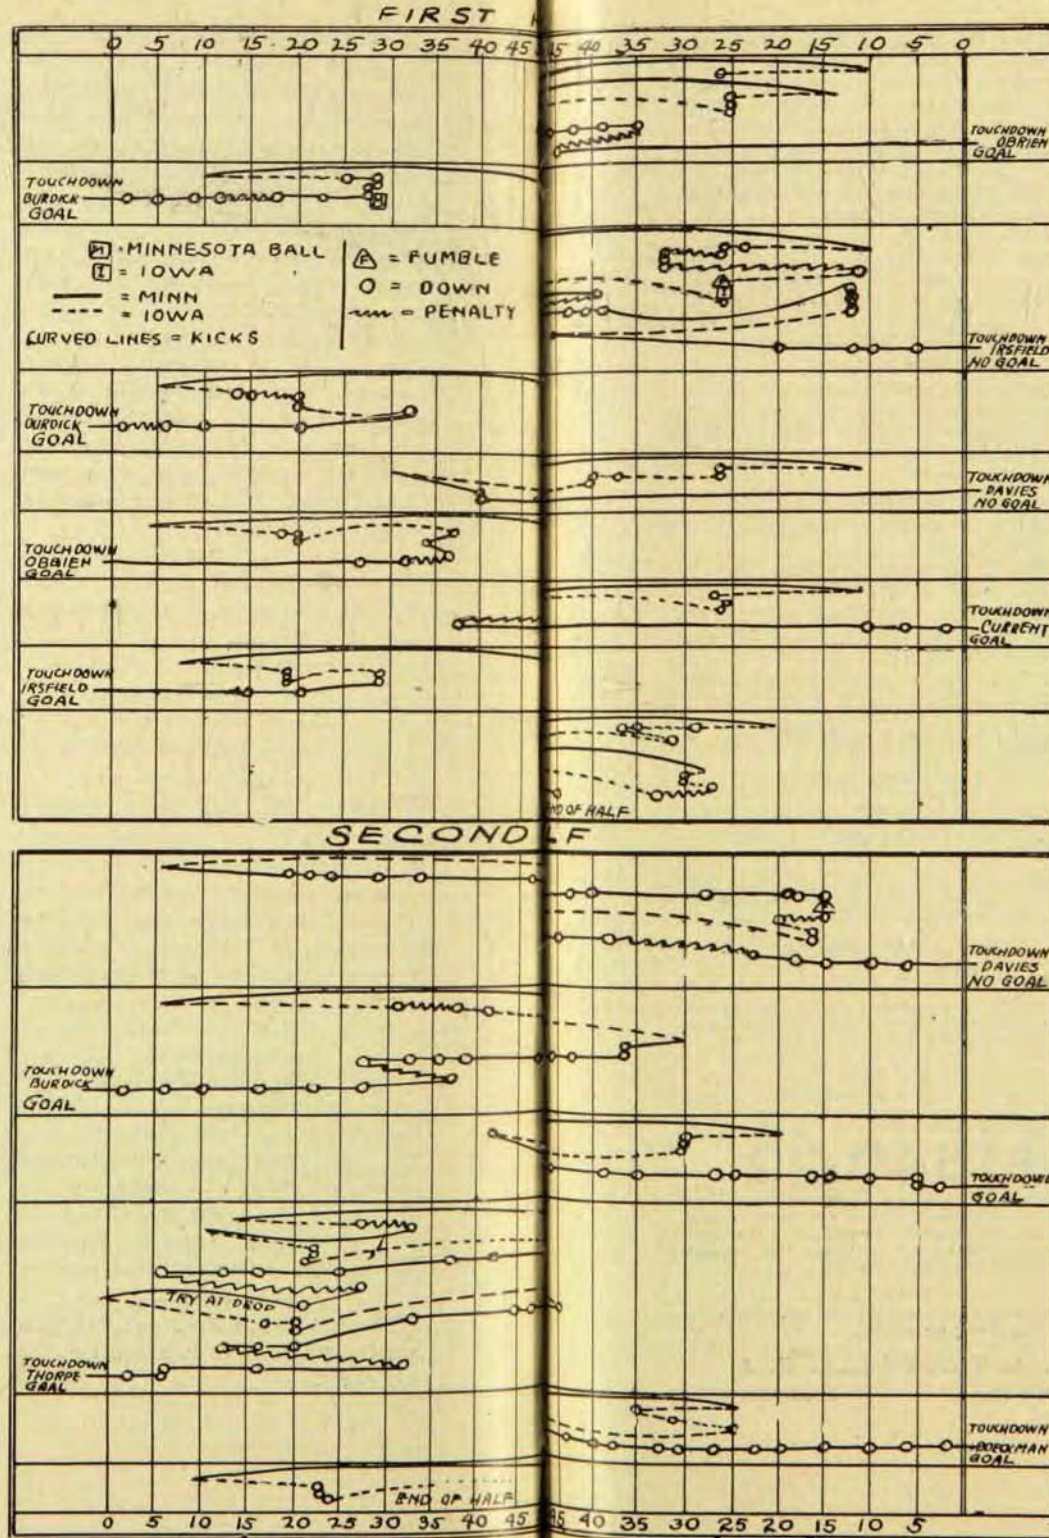 FIRST H
0 5 10 15 20 25 30 35 40 45 45 40 35 30 25 20 15 10 5 0
TOUCHDOWN
OBRIEN
GOAL
TOUCHDOWN
BURDICK
GOAL
M · MINNESOTA BALL
I = IOWA
= MINN
= IOWA
CURVED LINES = KICKS
F = FUMBLE
O = DOWN
= PENALTY
TOUCHDOWN
IRSFIELD
NO GOAL
TOUCHDOWN
BURDICK
GOAL
TOUCHDOWN
DAVIES
NO GOAL
TOUCHDOWN
OBRIEN
GOAL
TOUCHDOWN
CURRENT
GOAL
TOUCHDOWN
IRSFIELD
GOAL
ND OF HALF
SECOND LF
TOUCHDOWN
DAVIES
NO GOAL
TOUCHDOWN
BURDICK
GOAL
TOUCHDOWN
GOAL
TRY AT DROP
TOUCHDOWN
THORPE
GOAL
TOUCHDOWN
BOECKMAN
GOAL
END OF HALF
0 5 10 15 20 25 30 35 40 45 45 40 35 30 25 20 15 10 5 0